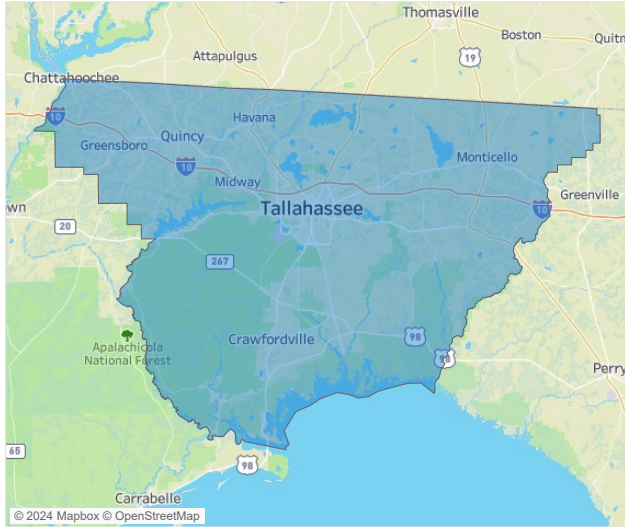 Thomasville
Boston
Quitm
19
Attapulgus
Chattahoochee
10
Havana
Quincy
Greensboro
10
Monticello
Midway
Greenville
own
Tallahassee
10
20
267
98
Crawfordville
Apalachicola
National Forest
98
Perry
65
98
Carrabelle
© 2024 Mapbox © OpenStreetMap